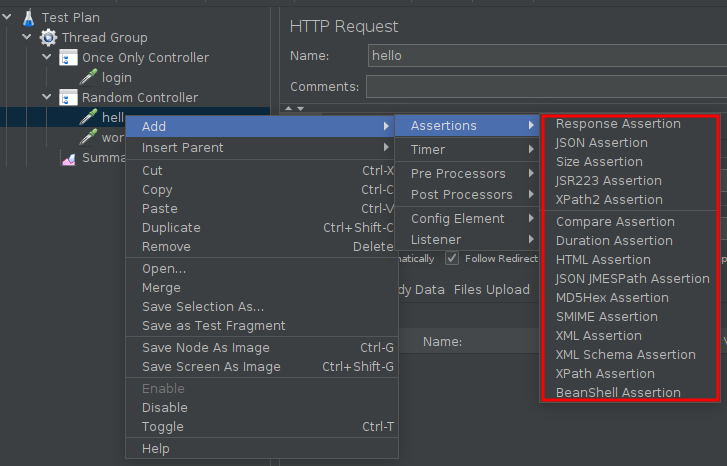 Test Plan
Thread Group
Once Only Controller
login
Random Controller
hell
wor
Summa
HTTP Request
Name: hello
Comments:
Add
Insert Parent
Cut Ctrl-X
Copy Ctrl-C
Paste Ctrl-V
Duplicate Ctrl+Shift-C
Remove Delete
Open...
Merge
Save Selection As...
Save as Test Fragment
Save Node As Image Ctrl-G
Save Screen As Image Ctrl+Shift-G
Enable
Disable
Toggle Ctrl-T
Help
Assertions
Timer
Pre Processors
Post Processors
Config Element
Listener
Response Assertion
JSON Assertion
Size Assertion
JSR223 Assertion
XPath2 Assertion
Compare Assertion
Duration Assertion
HTML Assertion
JSON JMESPath Assertion
MD5Hex Assertion
SMIME Assertion
XML Assertion
XML Schema Assertion
XPath Assertion
BeanShell Assertion
matically Follow Redirect
dy Data Files Upload
Name: